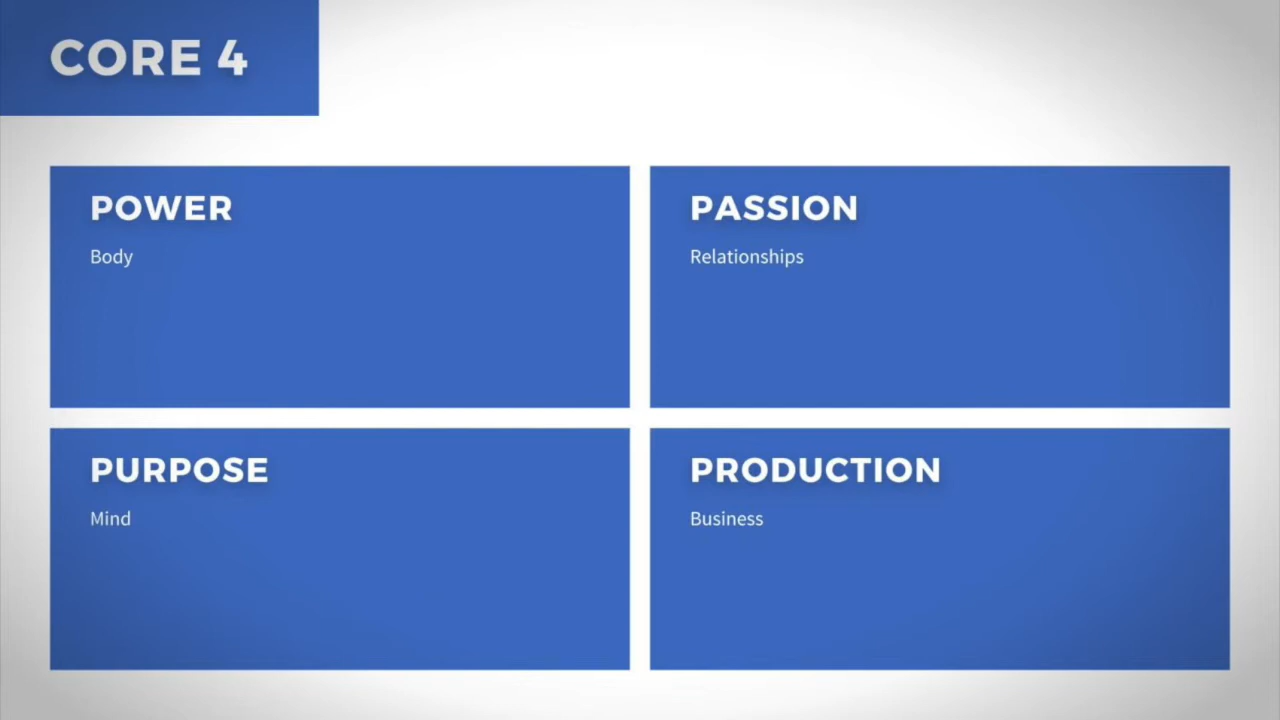 CORE 4
POWER
Body
PASSION
Relationships
PURPOSE
Mind
PRODUCTION
Business